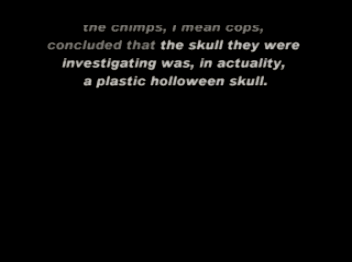 the chimps, I mean cops,
concluded that the skull they were
investigating was, in actuality,
a plastic holloween skull.